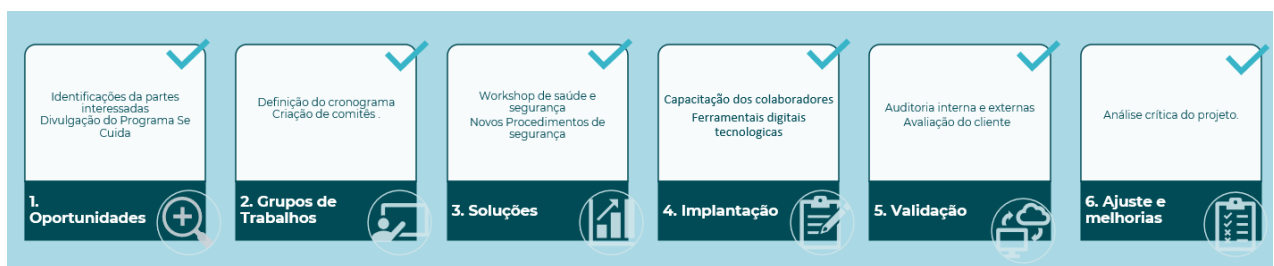 Identificações da partes
interessadas
Divulgação do Programa Se
Cuida
1.
Oportunidades
Definição do cronograma
Criação de comitês .
2. Grupos de
Trabalhos
Workshop de saúde e
segurança
Novos Procedimentos de
segurança
3. Soluções
Capacitação dos colaboradores
Ferramentais digitais
tecnologicas
4. Implantação
Auditoria interna e externas
Avaliação do cliente
5. Validação
Análise crítica do projeto.
6. Ajuste e
melhorias